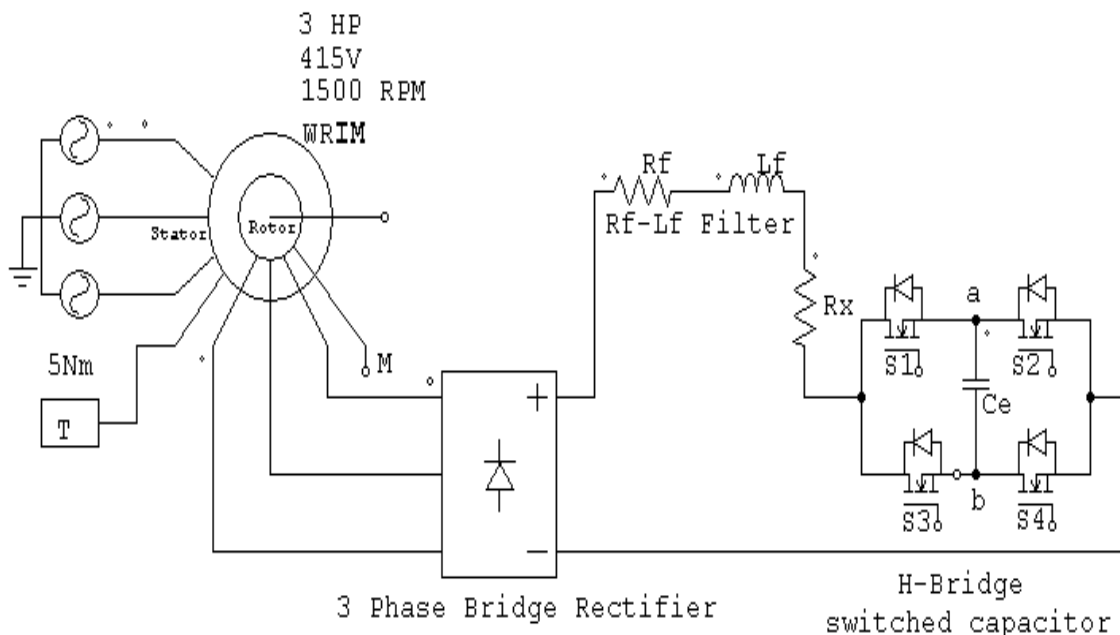 3 HP
415V
1500 RPM
WRIM
Stator
Rotor
5Nm
T
M
Rf
Lf
Rf-Lf Filter
Rx
a
S1
S2
Ce
b
S3
S4
+
−
3 Phase Bridge Rectifier
H-Bridge
switched capacitor